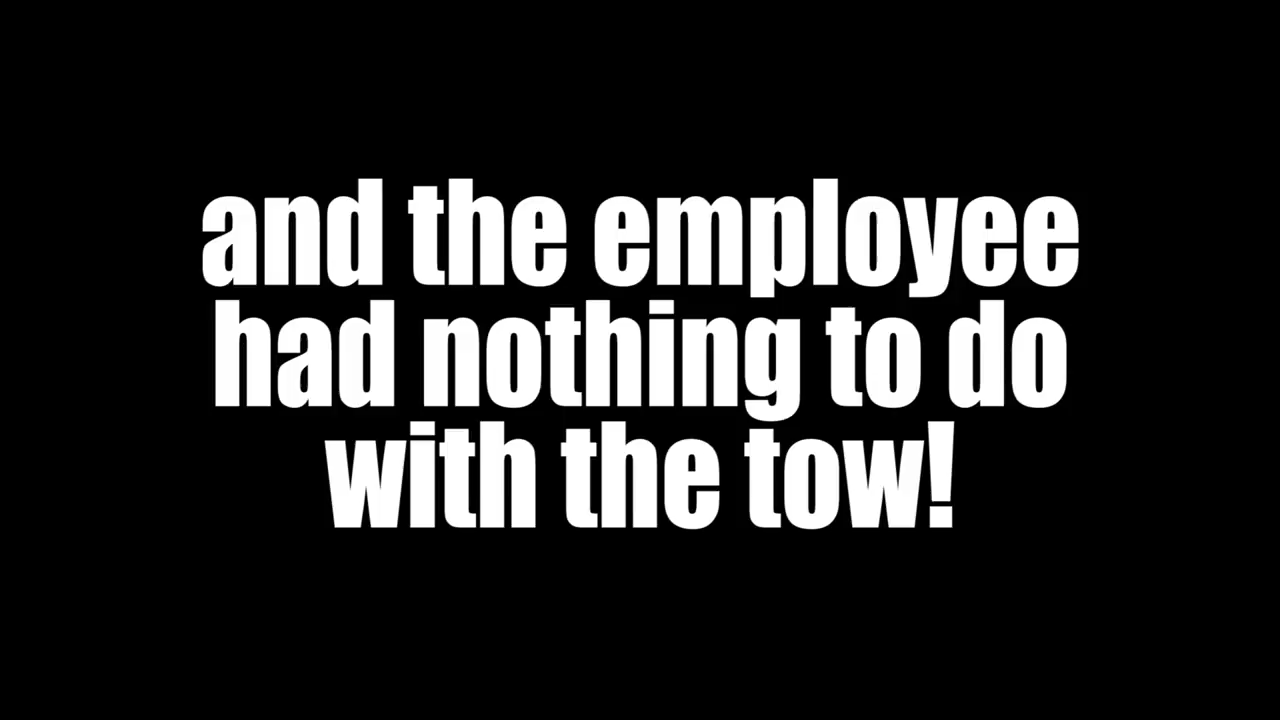 and the employee
had nothing to do
with the tow!